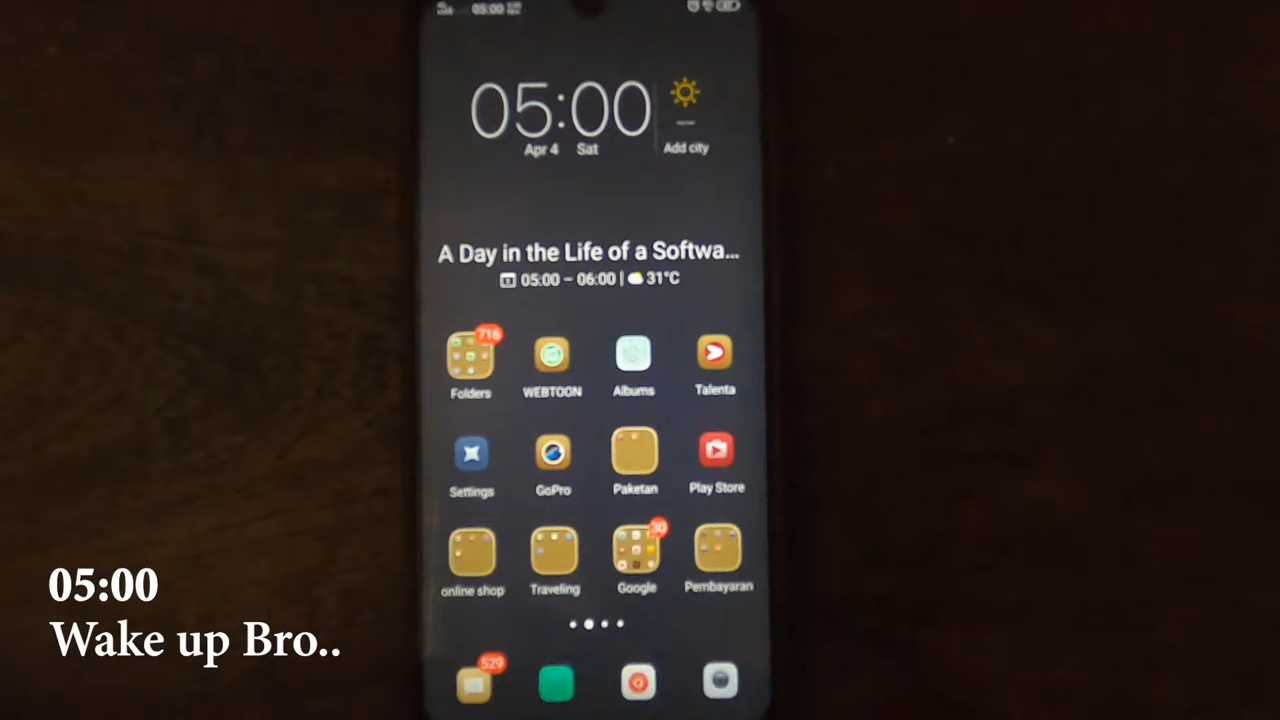 05:00
05:00
Apr 4 Sat
Add city
A Day in the Life of a Softwa...
05:00 – 06:00 | 31°C
716
Folders
WEBTOON
Albums
Talenta
Settings
GoPro
Paketan
Play Store
30
online shop
Traveling
Google
Pembayaran
529
05:00
Wake up Bro..